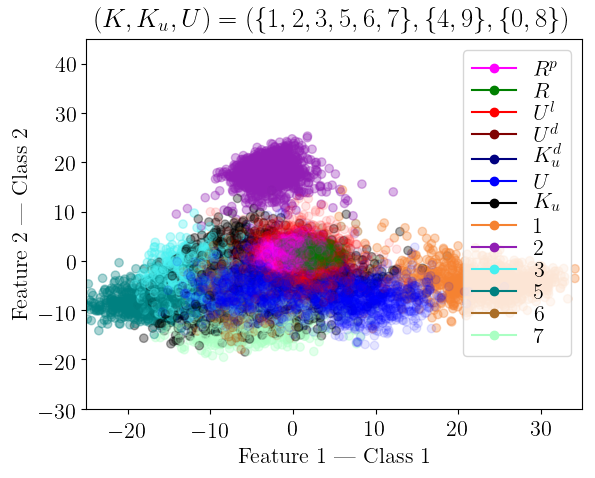 (K, K_u, U) = ({1, 2, 3, 5, 6, 7}, {4, 9}, {0, 8})
Feature 2 — Class 2
40
30
20
10
0
−10
−20
−30
−20
−10
0
10
20
30
Feature 1 — Class 1
R^p
R
U^l
U^d
K_u^d
U
K_u
1
2
3
5
6
7